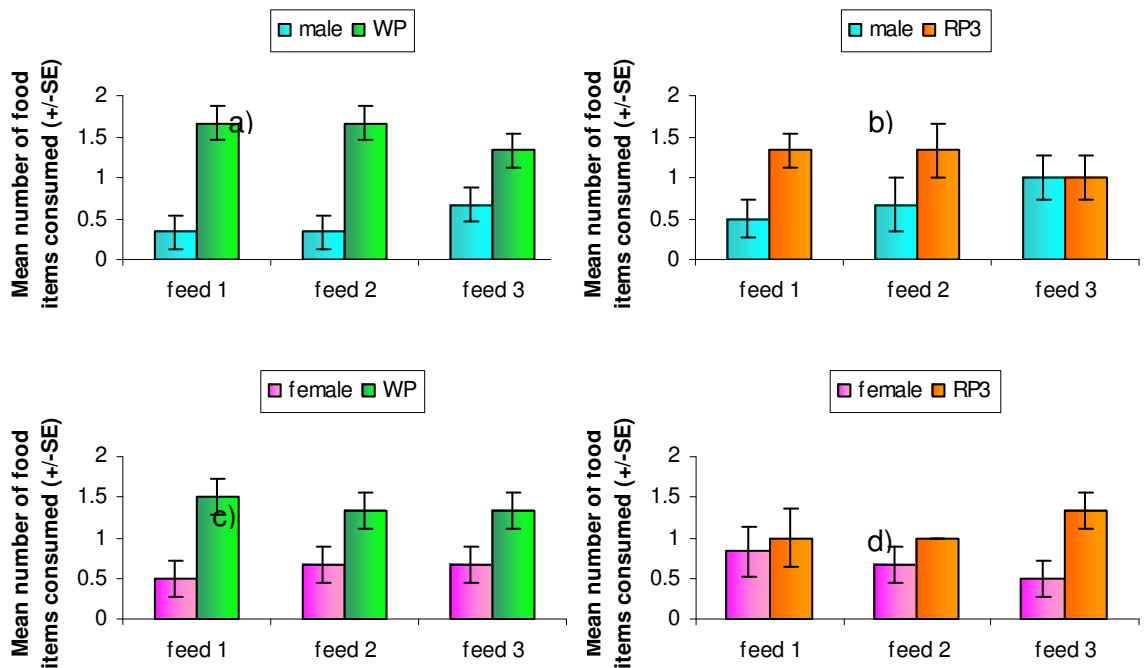 male WP
Mean number of food
items consumed (+/-SE)
2
1.5
1
0.5
0
a)
feed 1 feed 2 feed 3
male RP3
Mean number of food
items consumed (+/-SE)
2
1.5
1
0.5
0
b)
feed 1 feed 2 feed 3
female WP
Mean number of food
items consumed (+/-SE)
2
1.5
1
0.5
0
c)
feed 1 feed 2 feed 3
female RP3
Mean number of food
items consumed (+/-SE)
2
1.5
1
0.5
0
d)
feed 1 feed 2 feed 3